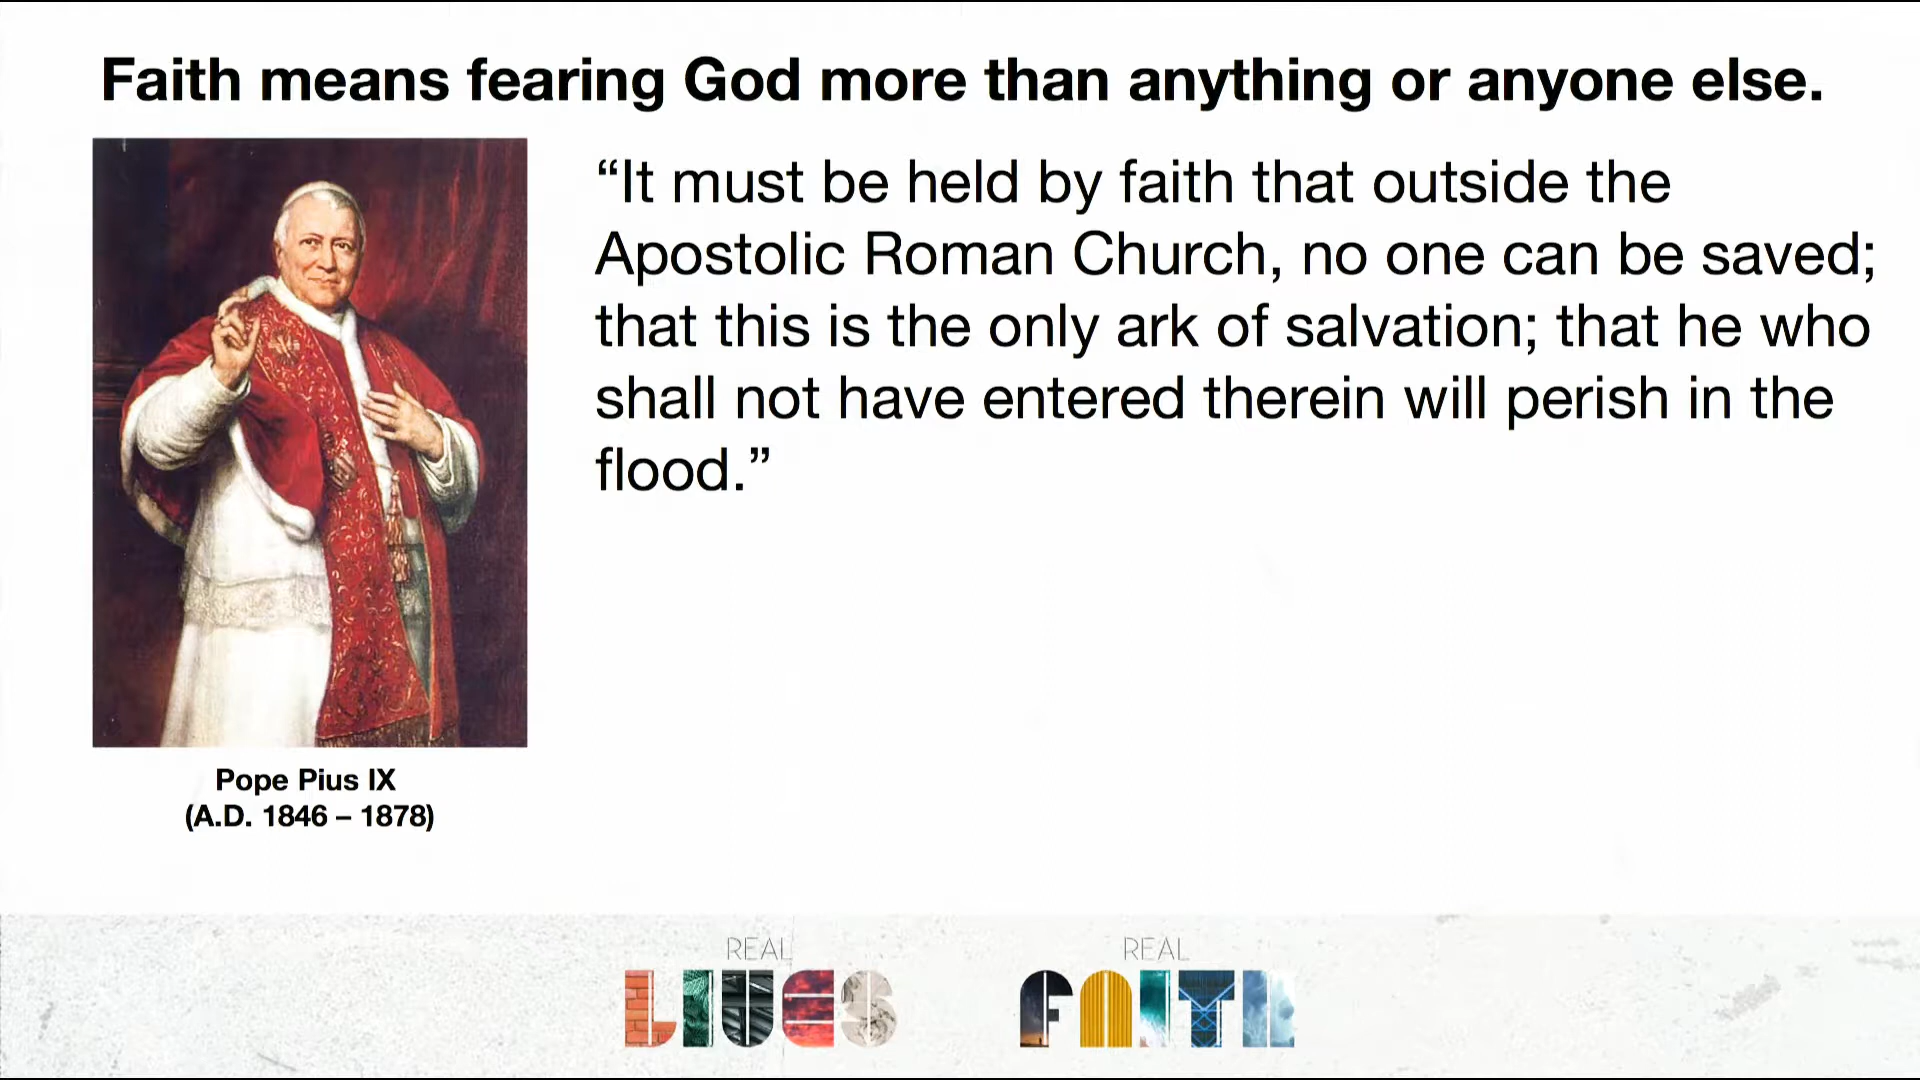 Faith means fearing God more than anything or anyone else.
“It must be held by faith that outside the
Apostolic Roman Church, no one can be saved;
that this is the only ark of salvation; that he who
shall not have entered therein will perish in the
flood.”
Pope Pius IX
(A.D. 1846 – 1878)
REAL
LIVES
REAL
FAITH